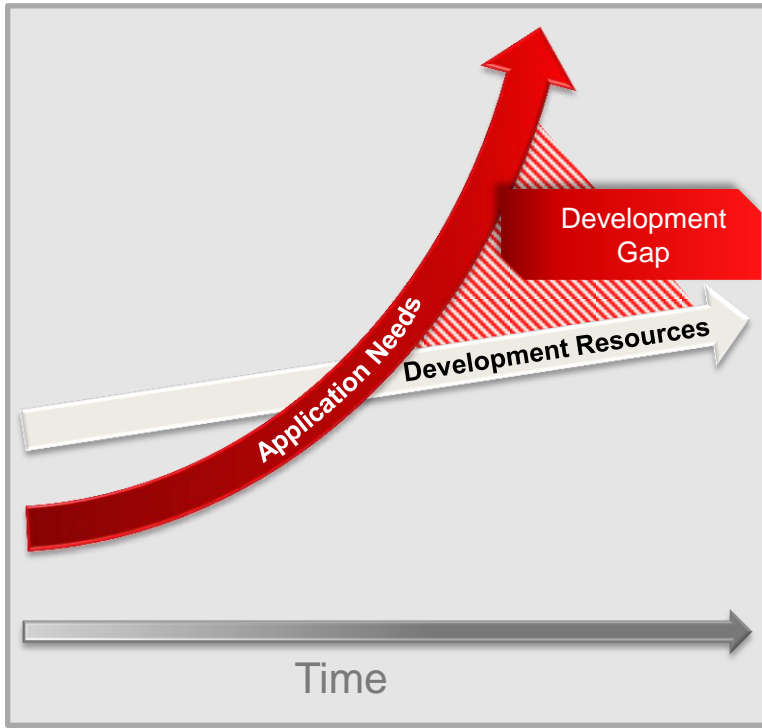 Development
Gap
Development Resources
Application Needs
Time